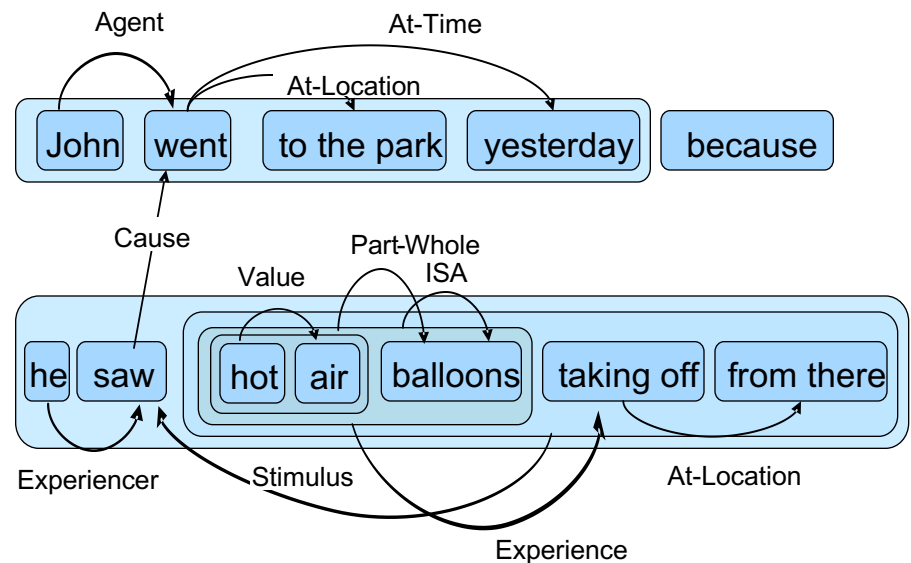 Agent
At-Time
At-Location
John went to the park yesterday because
Cause
Part-Whole
Value
ISA
he saw hot air balloons taking off from there
Experiencer
Stimulus
At-Location
Experience